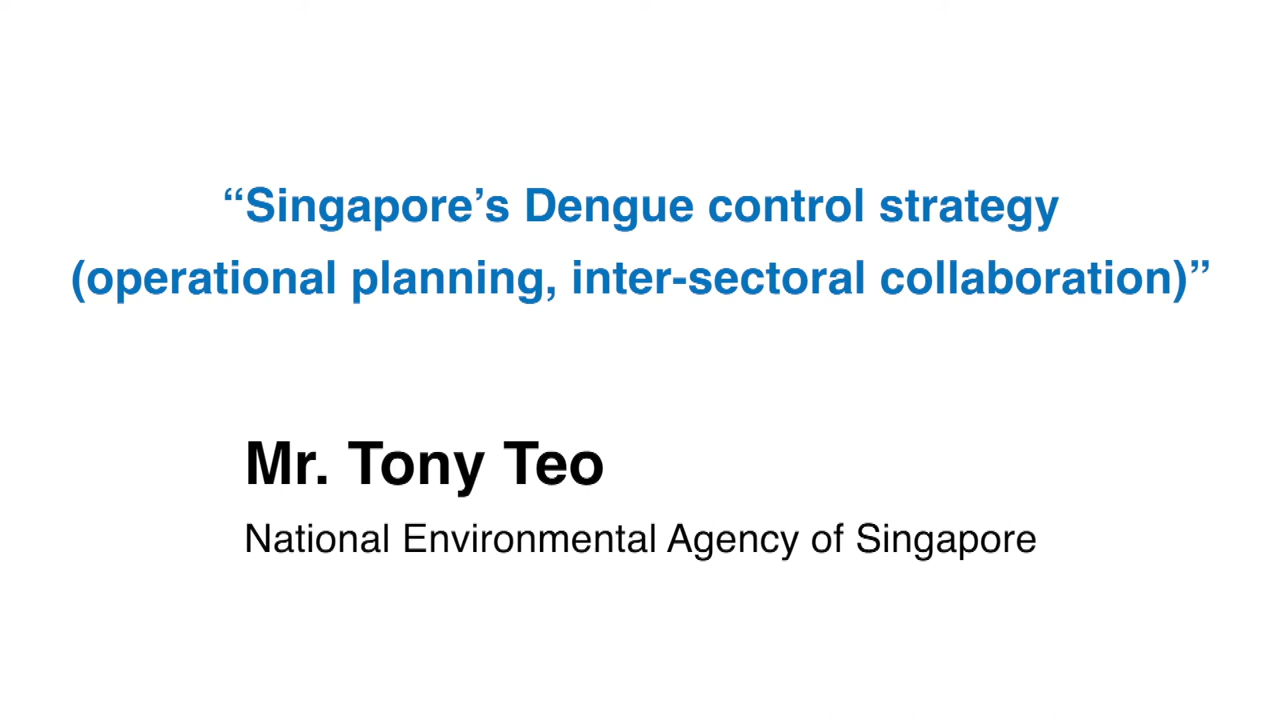 “Singapore’s Dengue control strategy
(operational planning, inter-sectoral collaboration)”
Mr. Tony Teo
National Environmental Agency of Singapore